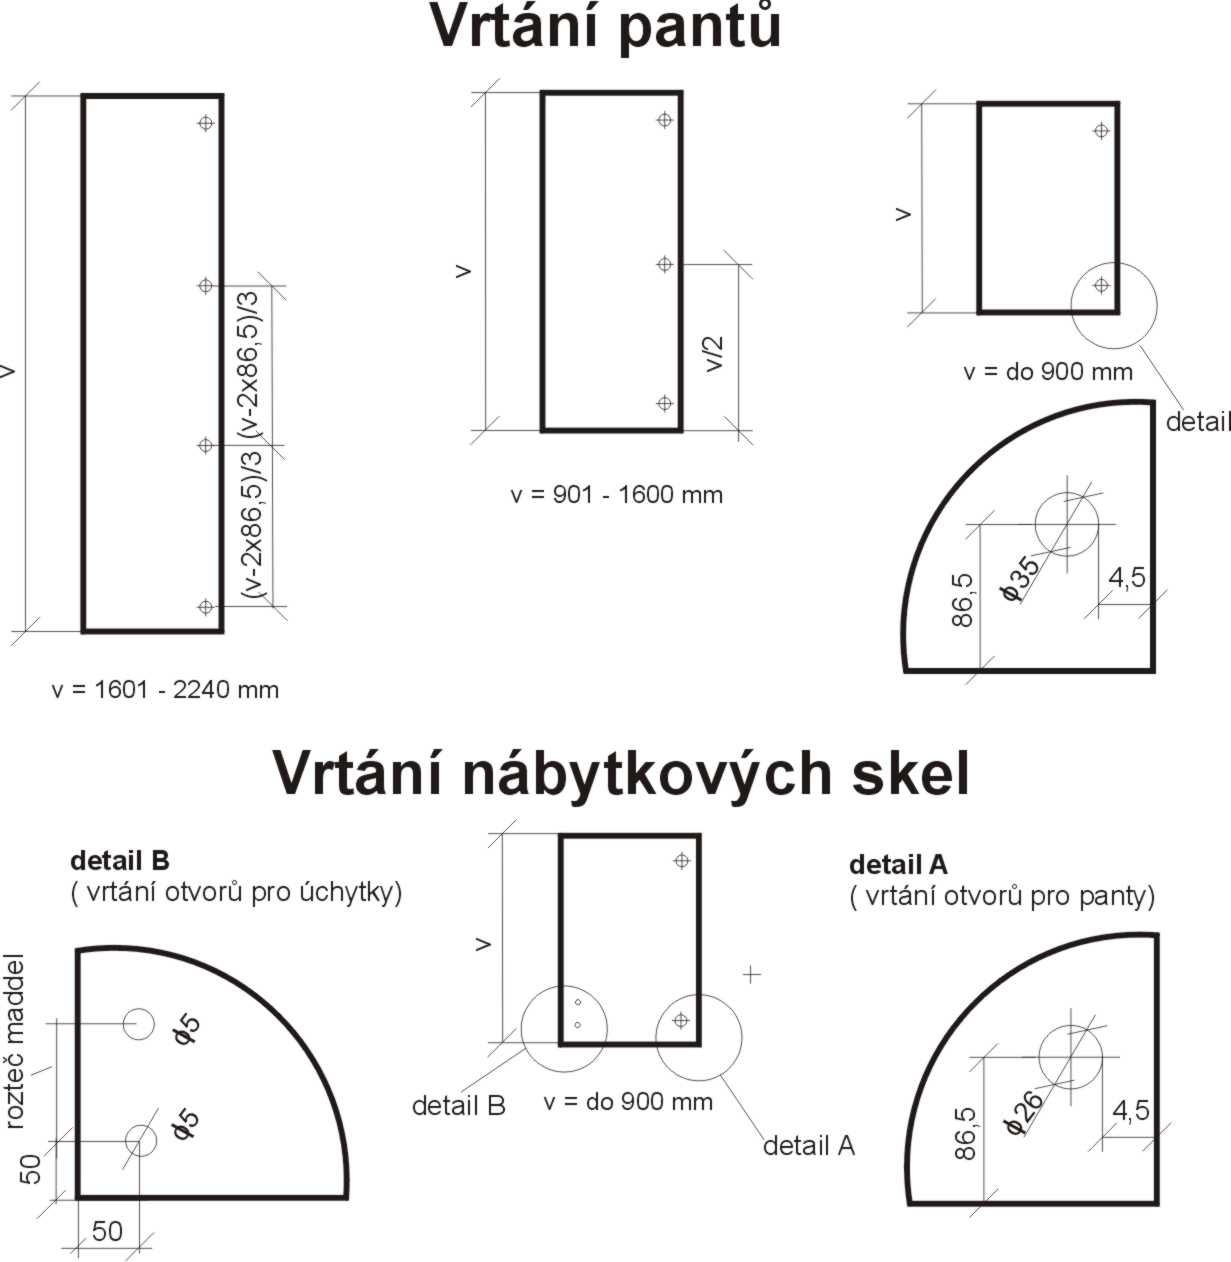 Vrtání pantů
v
(v-2x86,5)/3
(v-2x86,5)/3
v = 1601 - 2240 mm
v
v/2
v = 901 - 1600 mm
v
v = do 900 mm
detail
86,5
ϕ35
4,5
Vrtání nábytkových skel
detail B
( vrtání otvorů pro úchytky)
rozteč maddel
ϕ5
ϕ5
50
50
v
detail B
v = do 900 mm
detail A
detail A
( vrtání otvorů pro panty)
86,5
ϕ26
4,5